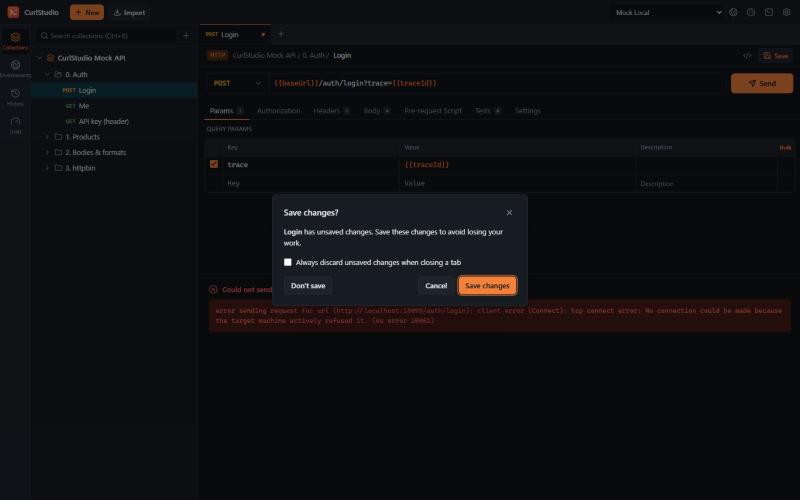 CurlStudio
New
Import
Mock Local
Collections
Environments
History
Load
Search collections (Ctrl+K)
CurlStudio Mock API
0. Auth
POST Login
GET Me
GET API key (header)
1. Products
2. Bodies & formats
3. httpbin
POST Login
HTTP CurlStudio Mock API / 0. Auth / Login
</> Save
POST {{baseUrl}}/auth/login?trace={{traceId}} Send
Params 1 Authorization Headers 1 Body Pre-request Script Tests Settings
QUERY PARAMS
Key Value Description Bulk
trace {{traceId}}
Key Value Description
Save changes?
Login has unsaved changes. Save these changes to avoid losing your
work.
Always discard unsaved changes when closing a tab
Don't save Cancel Save changes
Could not send
error sending request for url (http://localhost:18099/auth/login): client error (Connect): tcp connect error: No connection could be made because
the target machine actively refused it. (os error 10061)